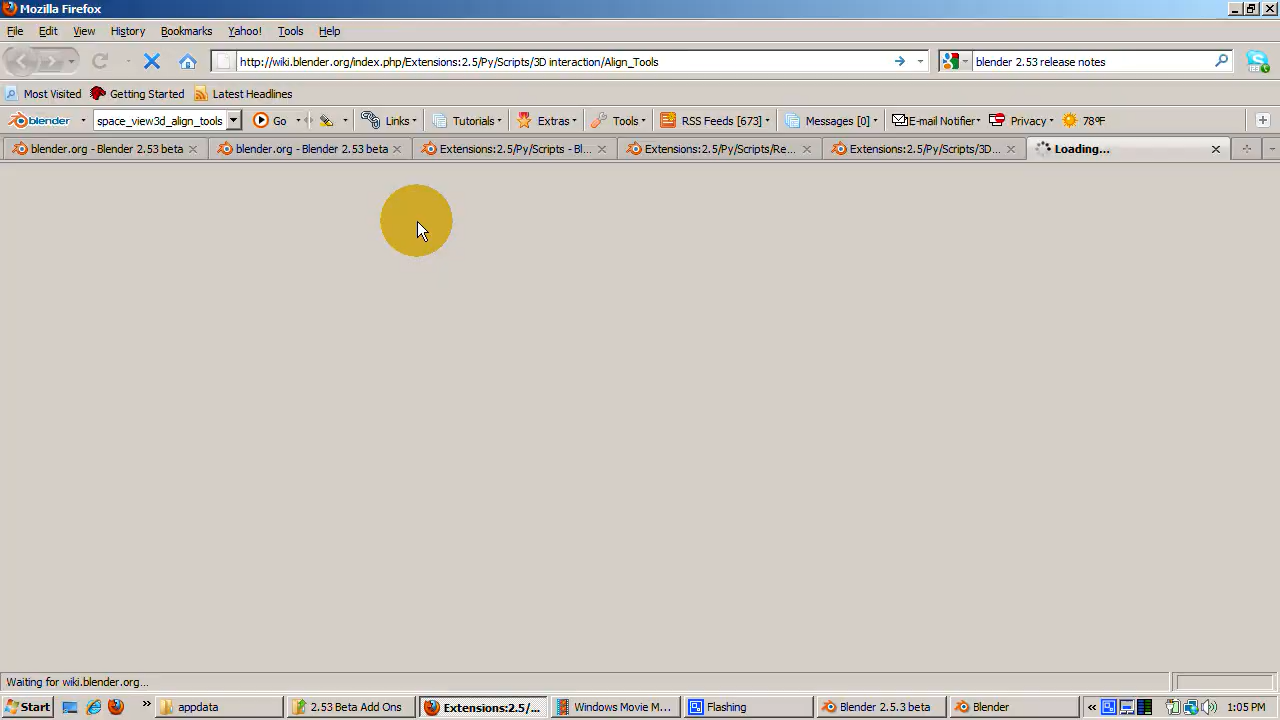 Mozilla Firefox
File Edit View History Bookmarks Yahoo! Tools Help
http://wiki.blender.org/index.php/Extensions:2.5/Py/Scripts/3D interaction/Align_Tools blender 2.53 release notes
Most Visited Getting Started Latest Headlines
blender space_view3d_align_tools Go Links Tutorials Extras Tools RSS Feeds [673] Messages [0] E-mail Notifier Privacy 78°F
blender.org - Blender 2.53 beta blender.org - Blender 2.53 beta Extensions:2.5/Py/Scripts - Bl... Extensions:2.5/Py/Scripts/Re... Extensions:2.5/Py/Scripts/3D... Loading...
Waiting for wiki.blender.org...
Start appdata 2.53 Beta Add Ons Extensions:2.5/... Windows Movie M... Flashing Blender 2.5.3 beta Blender 1:05 PM